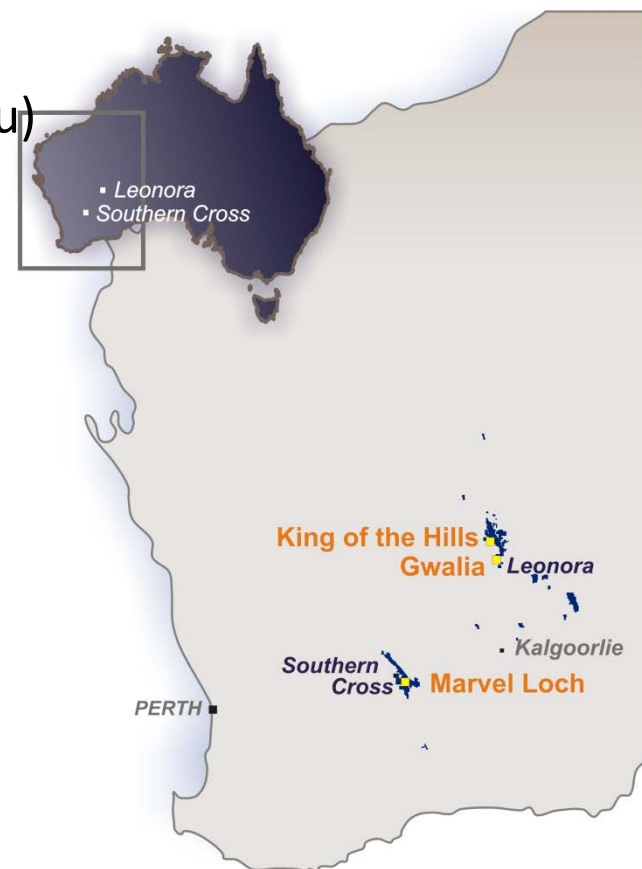 u)
Leonora
Southern Cross
King of the Hills
Gwalia
Leonora
Kalgoorlie
Southern
Cross
Marvel Loch
PERTH